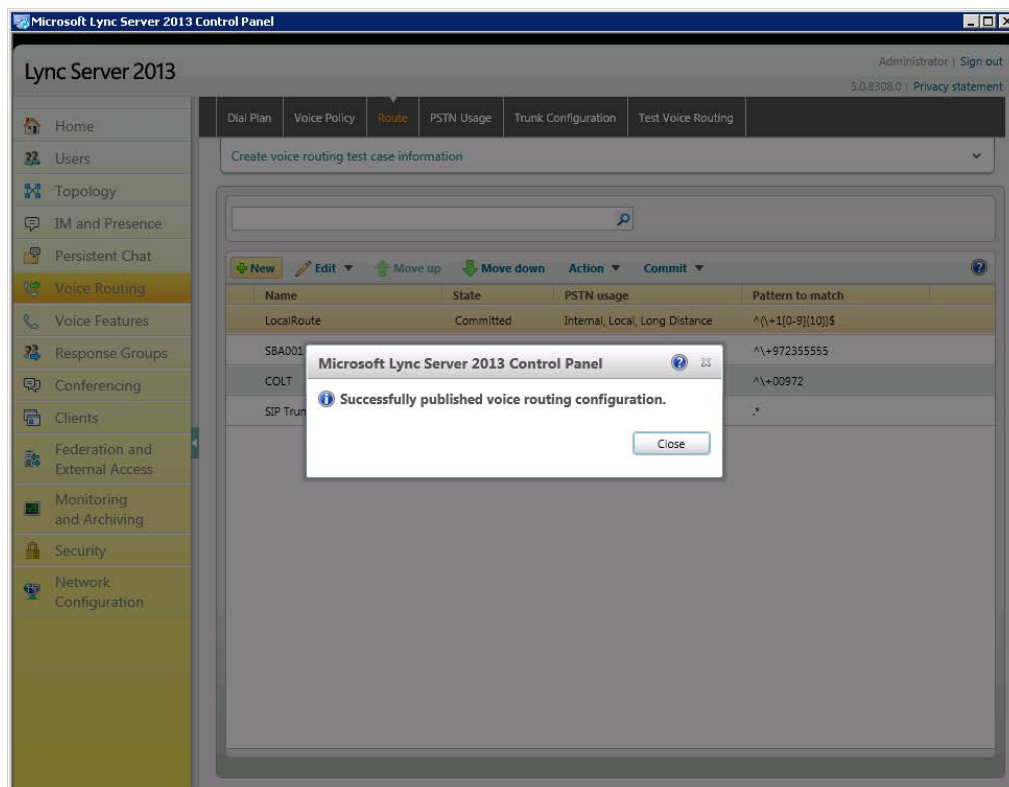 Microsoft Lync Server 2013 Control Panel
Lync Server 2013
Administrator | Sign out
5.0.8308.0 | Privacy statement
Home
Users
Topology
IM and Presence
Persistent Chat
Voice Routing
Voice Features
Response Groups
Conferencing
Clients
Federation and
External Access
Monitoring
and Archiving
Security
Network
Configuration
Dial Plan Voice Policy Route PSTN Usage Trunk Configuration Test Voice Routing
Create voice routing test case information
New Edit Move up Move down Action Commit
Name State PSTN usage Pattern to match
LocalRoute Committed Internal, Local, Long Distance ^(\+1[0-9]{10})$
SBA001 ^\+972355555
COLT ^\+00972
SIP Trun .*
Microsoft Lync Server 2013 Control Panel
Successfully published voice routing configuration.
Close